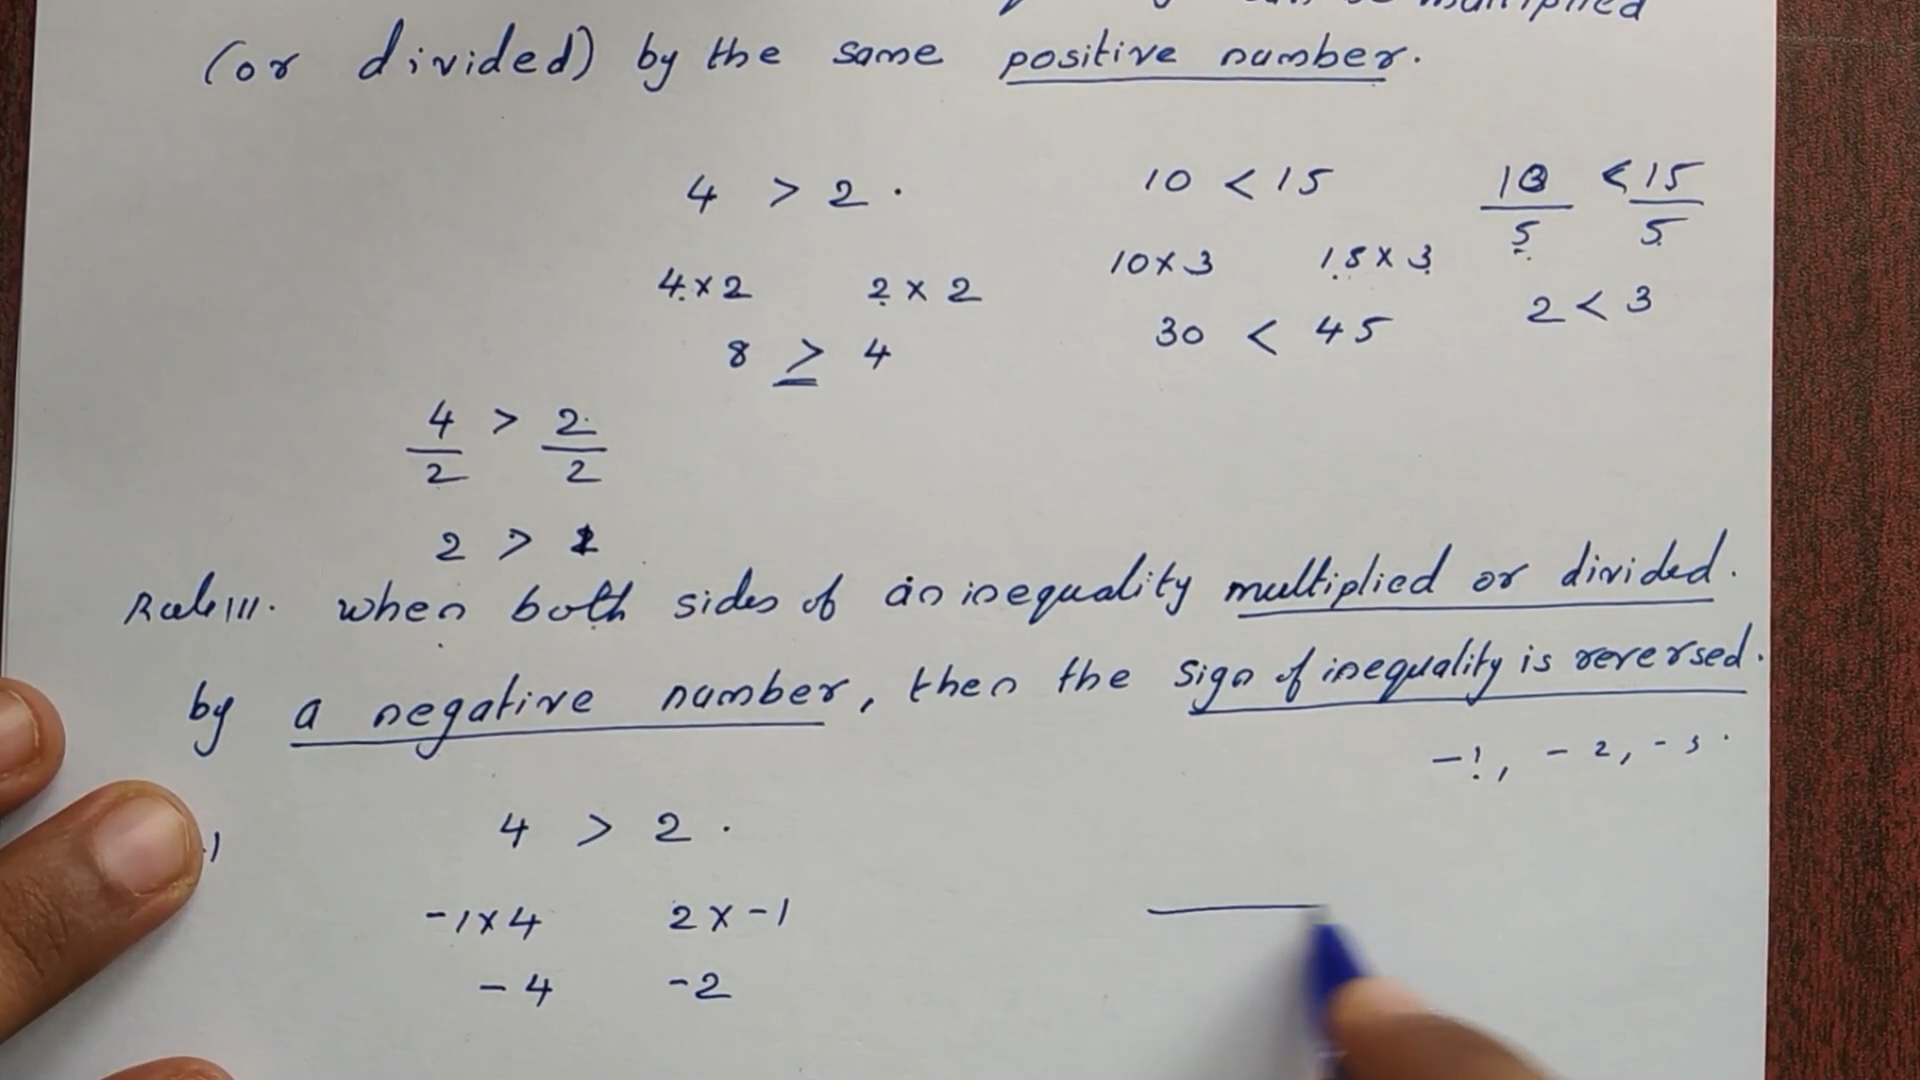 multiplied
(or divided) by the same positive number.
4 > 2 .
4 × 2 2 × 2
8 > 4
10 < 15
10 × 3 15 × 3
30 < 45
10/5 < 15/5
2 < 3
4/2 > 2/2
2 > 1
Rule III. when both sides of an inequality multiplied or divided.
by a negative number, then the sign of inequality is reversed.
-1, -2, -3 .
4 > 2 .
-1 × 4 2 × -1
-4 -2